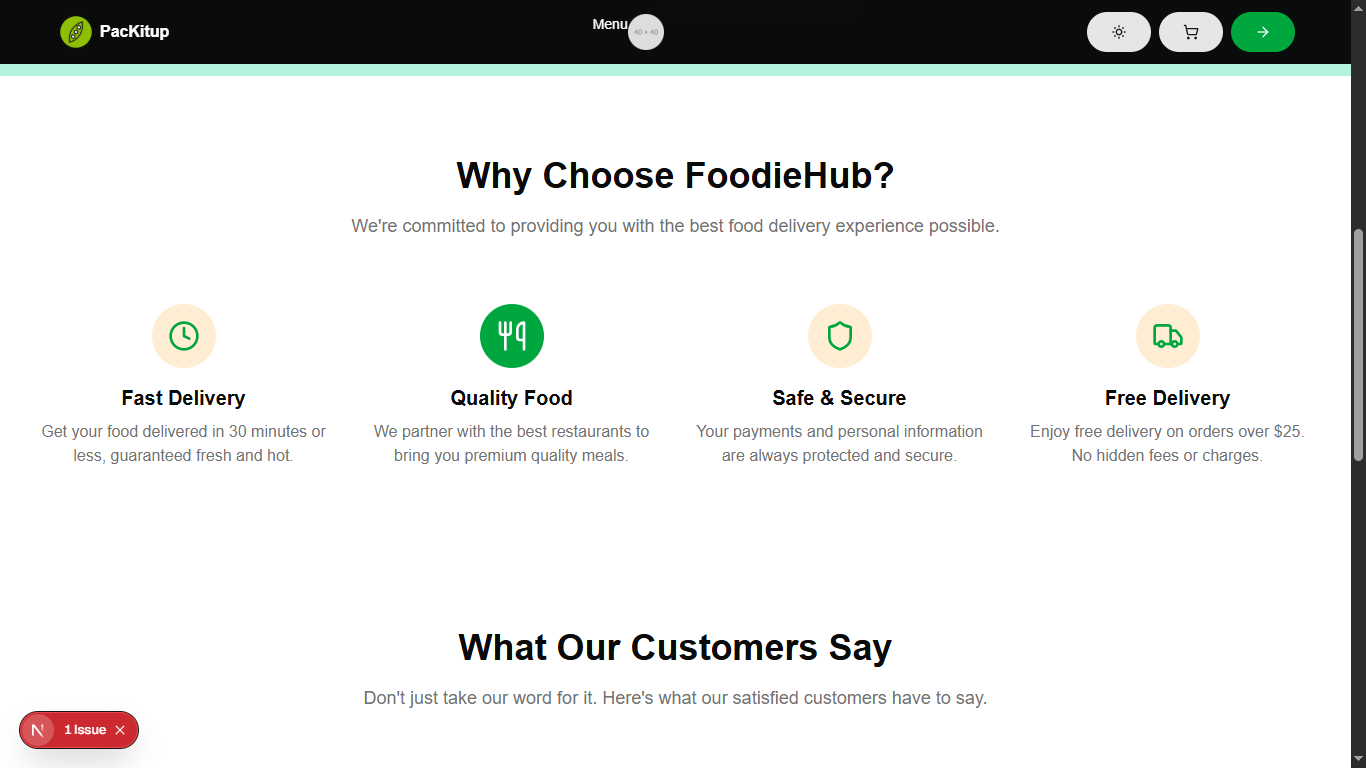 PacKitup
Menu
40 × 40
Why Choose FoodieHub?
We're committed to providing you with the best food delivery experience possible.
Fast Delivery
Get your food delivered in 30 minutes or
less, guaranteed fresh and hot.
Quality Food
We partner with the best restaurants to
bring you premium quality meals.
Safe & Secure
Your payments and personal information
are always protected and secure.
Free Delivery
Enjoy free delivery on orders over $25.
No hidden fees or charges.
What Our Customers Say
Don't just take our word for it. Here's what our satisfied customers have to say.
N
1 Issue